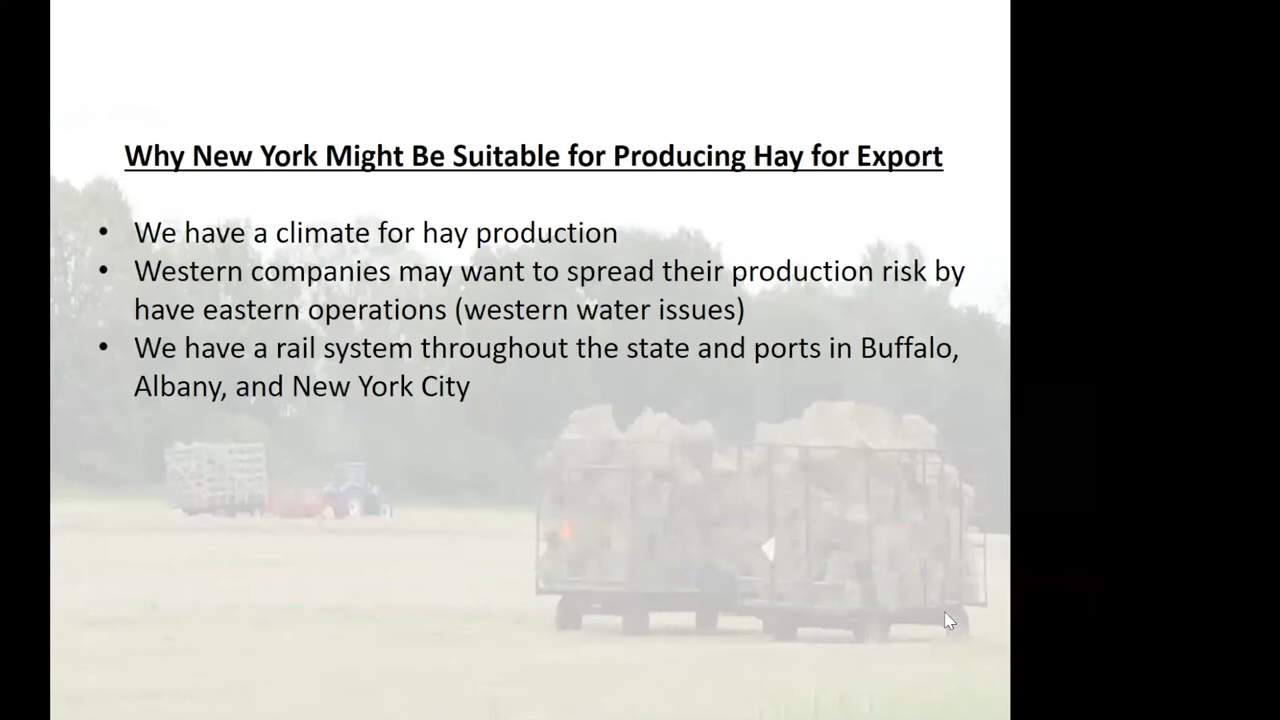 Why New York Might Be Suitable for Producing Hay for Export
• We have a climate for hay production
• Western companies may want to spread their production risk by
have eastern operations (western water issues)
• We have a rail system throughout the state and ports in Buffalo,
Albany, and New York City